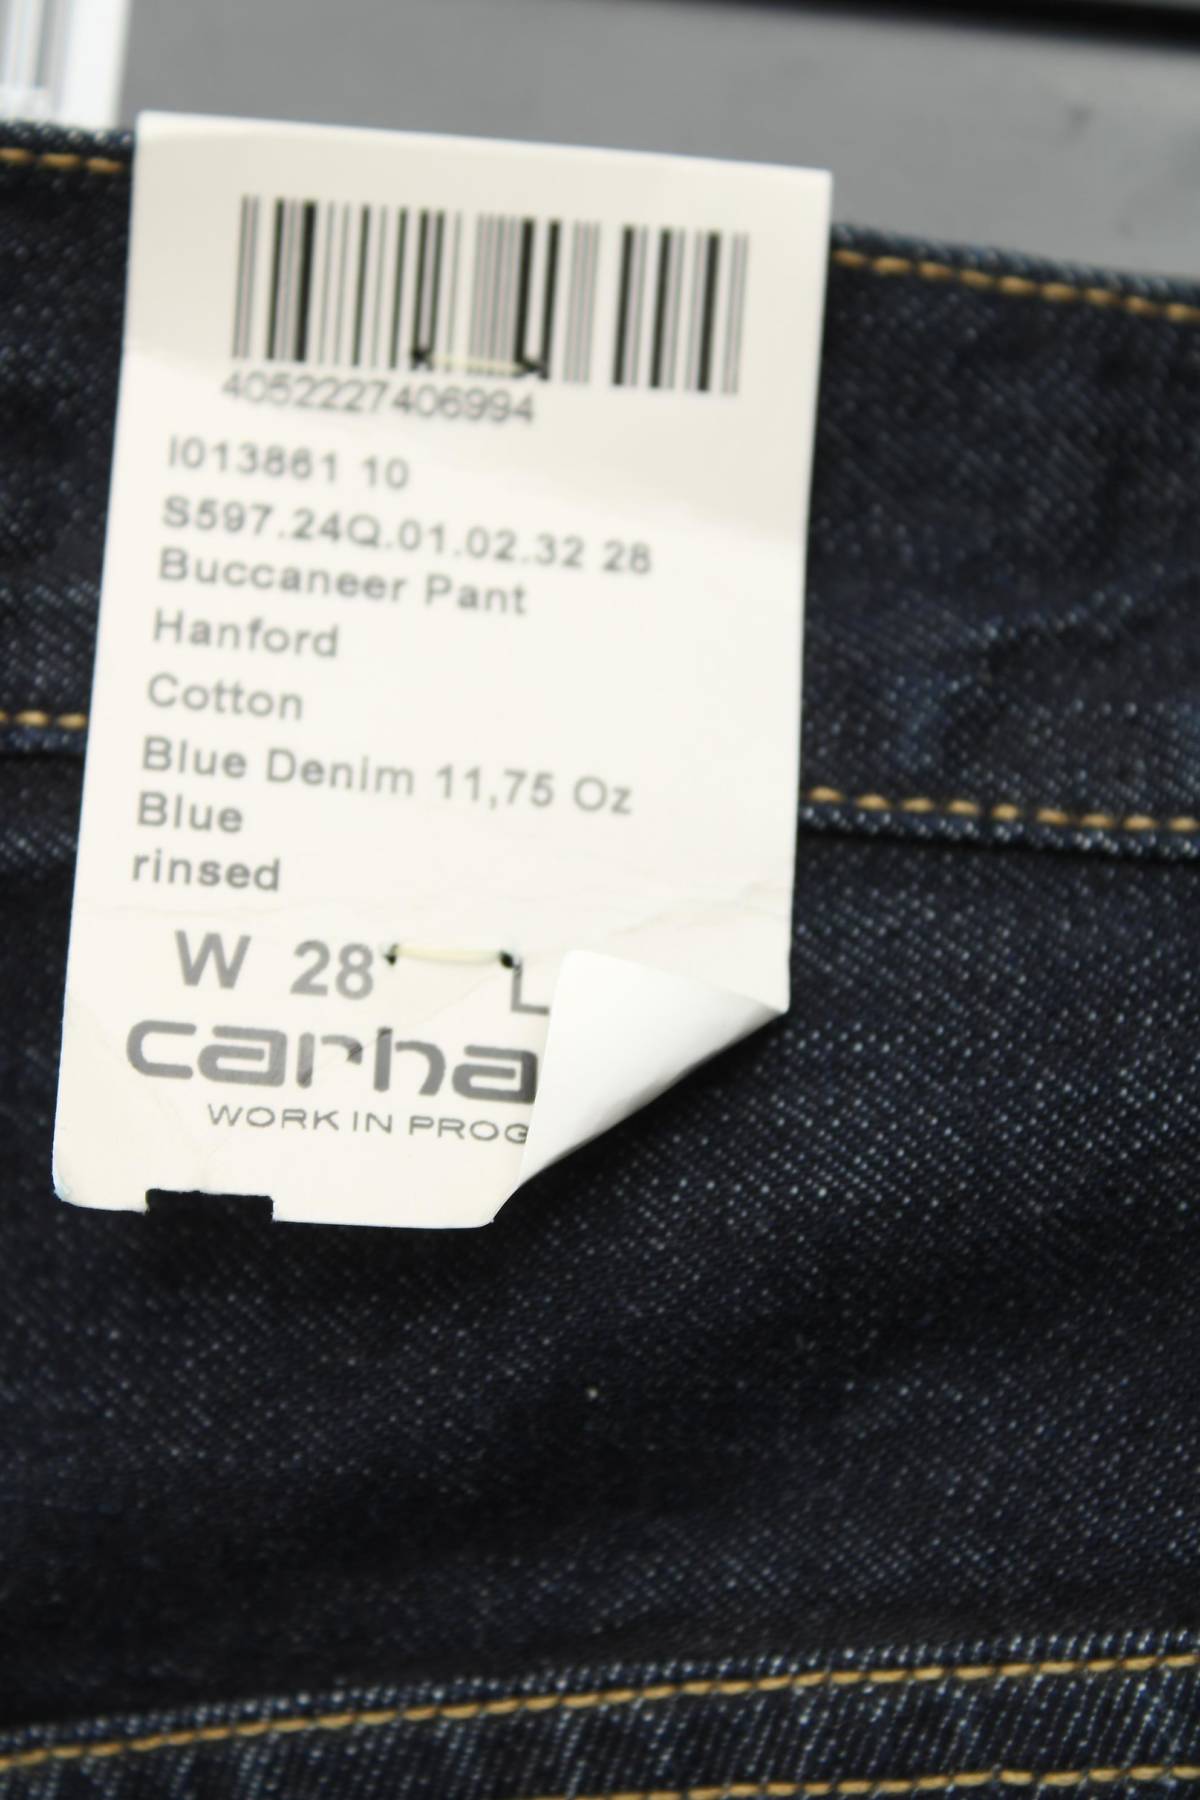 4052227406994
I013861 10
S597.24Q.01.02.32 28
Buccaneer Pant
Hanford
Cotton
Blue Denim 11,75 Oz
Blue
rinsed
W 28 L
carha
WORK IN PROG